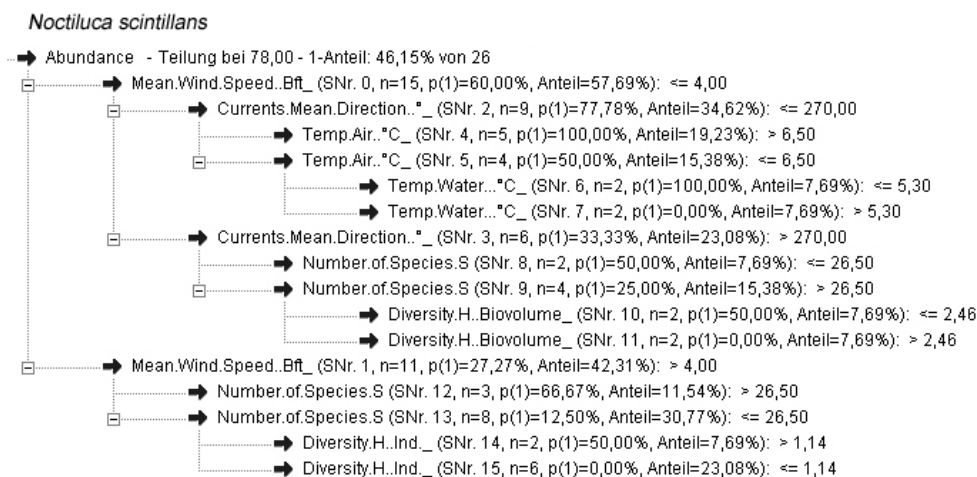 Noctiluca scintillans
Abundance - Teilung bei 78,00 - 1-Anteil: 46,15% von 26
Mean.Wind.Speed..Bft_ (SNr. 0, n=15, p(1)=60,00%, Anteil=57,69%): <= 4,00
Currents.Mean.Direction..°_ (SNr. 2, n=9, p(1)=77,78%, Anteil=34,62%): <= 270,00
Temp.Air..°C_ (SNr. 4, n=5, p(1)=100,00%, Anteil=19,23%): > 6,50
Temp.Air..°C_ (SNr. 5, n=4, p(1)=50,00%, Anteil=15,38%): <= 6,50
Temp.Water...°C_ (SNr. 6, n=2, p(1)=100,00%, Anteil=7,69%): <= 5,30
Temp.Water...°C_ (SNr. 7, n=2, p(1)=0,00%, Anteil=7,69%): > 5,30
Currents.Mean.Direction..°_ (SNr. 3, n=6, p(1)=33,33%, Anteil=23,08%): > 270,00
Number.of.Species.S (SNr. 8, n=2, p(1)=50,00%, Anteil=7,69%): <= 26,50
Number.of.Species.S (SNr. 9, n=4, p(1)=25,00%, Anteil=15,38%): > 26,50
Diversity.H..Biovolume_ (SNr. 10, n=2, p(1)=50,00%, Anteil=7,69%): <= 2,46
Diversity.H..Biovolume_ (SNr. 11, n=2, p(1)=0,00%, Anteil=7,69%): > 2,46
Mean.Wind.Speed..Bft_ (SNr. 1, n=11, p(1)=27,27%, Anteil=42,31%): > 4,00
Number.of.Species.S (SNr. 12, n=3, p(1)=66,67%, Anteil=11,54%): > 26,50
Number.of.Species.S (SNr. 13, n=8, p(1)=12,50%, Anteil=30,77%): <= 26,50
Diversity.H..Ind._ (SNr. 14, n=2, p(1)=50,00%, Anteil=7,69%): > 1,14
Diversity.H..Ind._ (SNr. 15, n=6, p(1)=0,00%, Anteil=23,08%): <= 1,14